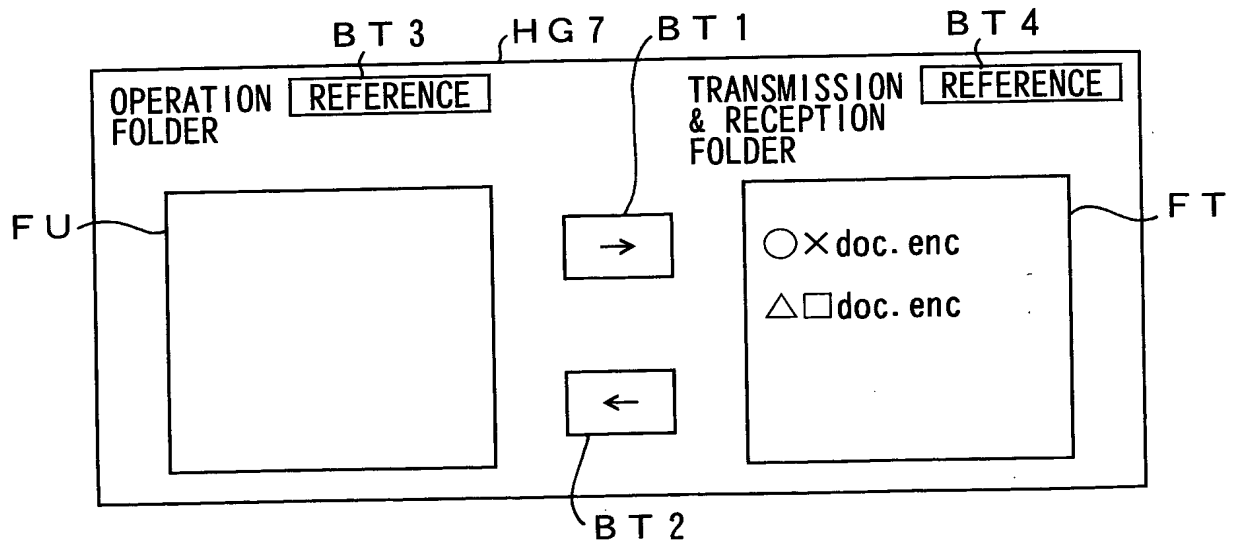 BT3
HG7
BT1
BT4
OPERATION
FOLDER
REFERENCE
TRANSMISSION
& RECEPTION
FOLDER
REFERENCE
FU
→
FT
○×doc.enc
△□doc.enc
←
BT2